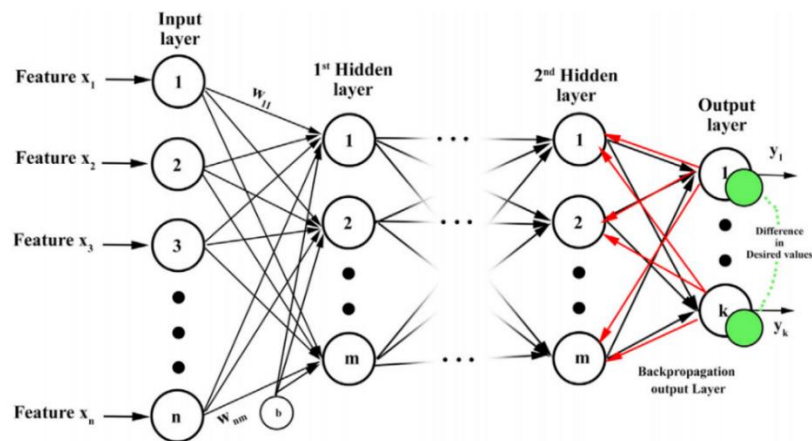 Input
layer
Feature x1
Feature x2
Feature x3
Feature xn
1
2
3
n
w11
wnm
b
1st Hidden
layer
1
2
m
...
...
...
2nd Hidden
layer
1
2
m
Output
layer
1
k
y1
yk
Difference
in
Desired values
Backpropagation
output Layer